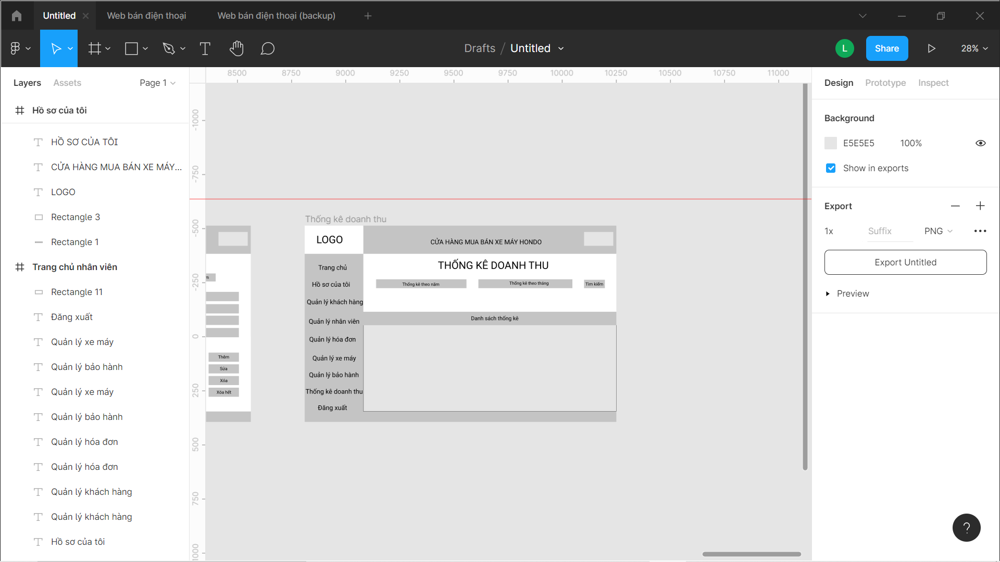 Untitled
Web bán điện thoại
Web bán điện thoại (backup)
Drafts / Untitled
L
Share
28%
Layers
Assets
Page 1
Hồ sơ của tôi
HỒ SƠ CỦA TÔI
CỬA HÀNG MUA BÁN XE MÁY...
LOGO
Rectangle 3
Rectangle 1
Trang chủ nhân viên
Rectangle 11
Đăng xuất
Quản lý xe máy
Quản lý bảo hành
Quản lý xe máy
Quản lý bảo hành
Quản lý hóa đơn
Quản lý hóa đơn
Quản lý khách hàng
Quản lý khách hàng
Hồ sơ của tôi
8500 8750 9000 9250 9500 9750 10000 10250 10500 10750 11000
-1000
-750
-500
-250
0
250
500
750
1000
Thêm
Sửa
Xóa
Xóa hết
Thống kê doanh thu
LOGO
CỬA HÀNG MUA BÁN XE MÁY HONDO
Trang chủ
Hồ sơ của tôi
Quản lý khách hàng
Quản lý nhân viên
Quản lý hóa đơn
Quản lý xe máy
Quản lý bảo hành
Thống kê doanh thu
Đăng xuất
THỐNG KÊ DOANH THU
Thống kê theo năm
Thống kê theo tháng
Tìm kiếm
Danh sách thống kê
Design
Prototype
Inspect
Background
E5E5E5 100%
Show in exports
Export
1x
Suffix
PNG
Export Untitled
Preview
?